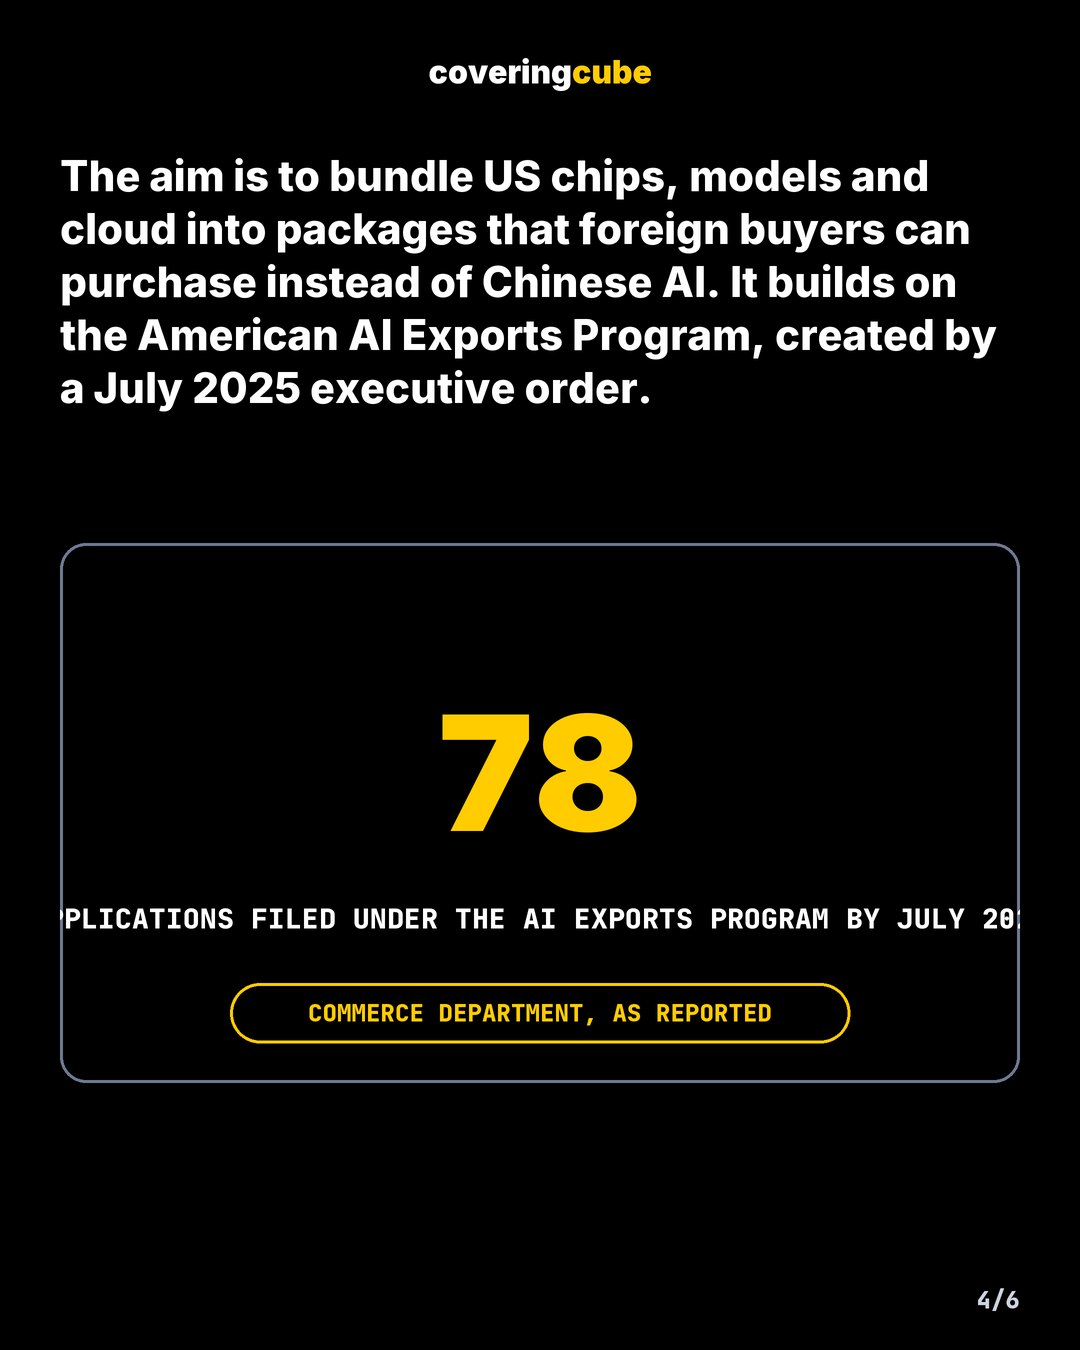 coveringcube
The aim is to bundle US chips, models and
cloud into packages that foreign buyers can
purchase instead of Chinese AI. It builds on
the American AI Exports Program, created by
a July 2025 executive order.
78
PPLICATIONS FILED UNDER THE AI EXPORTS PROGRAM BY JULY 20
COMMERCE DEPARTMENT, AS REPORTED
4/6